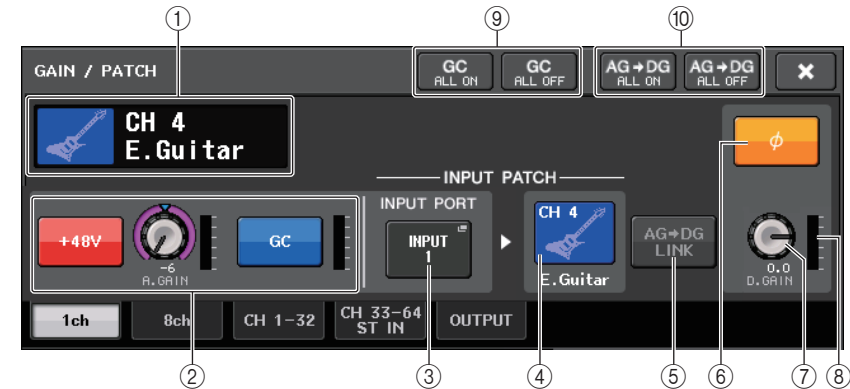 ① ⑨ ⑩
GAIN / PATCH
GC
ALL ON
GC
ALL OFF
AG→DG
ALL ON
AG→DG
ALL OFF
×
CH 4
E.Guitar
φ
INPUT PATCH
INPUT PORT
+48V
-6
A.GAIN
GC
INPUT
1
CH 4
E.Guitar
AG→DG
LINK
0.0
D.GAIN
1ch
8ch
CH 1-32
CH 33-64
ST IN
OUTPUT
② ③ ④ ⑤ ⑥ ⑦ ⑧